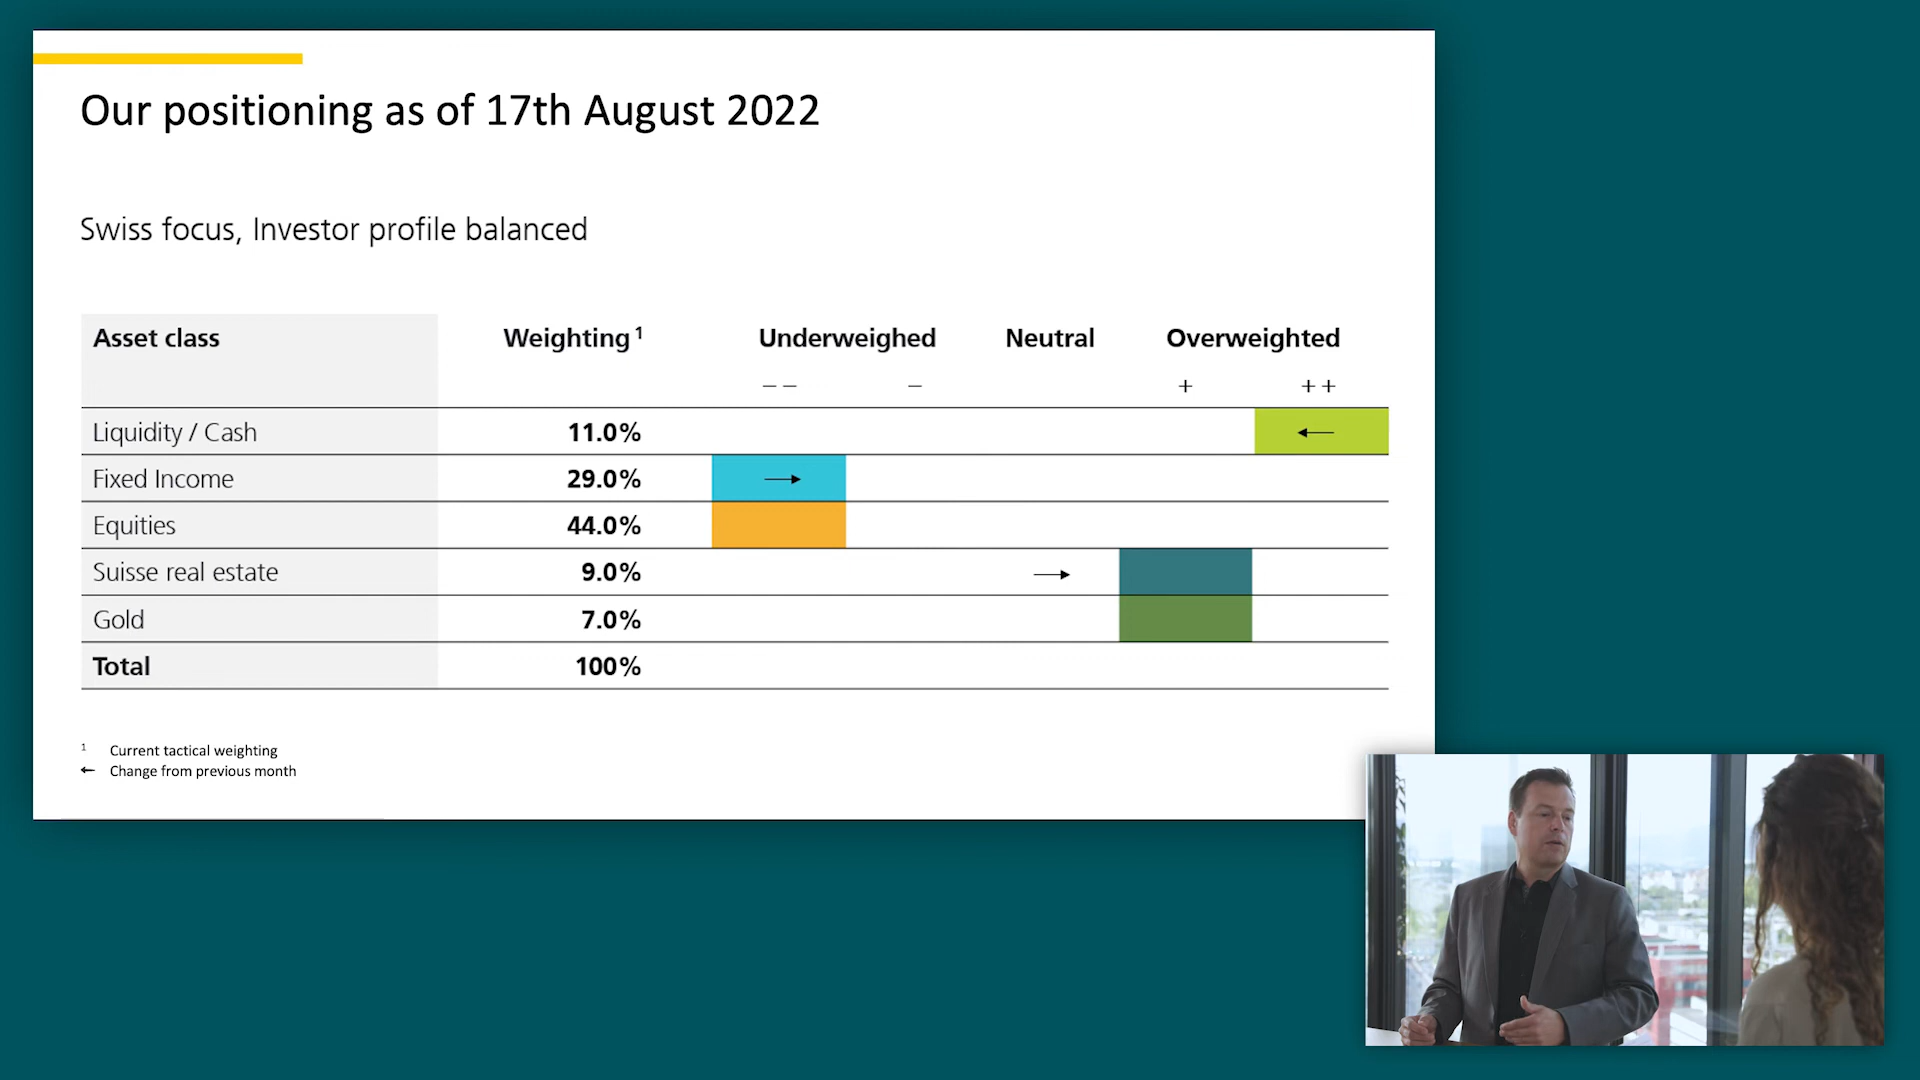 Our positioning as of 17th August 2022
Swiss focus, Investor profile balanced
Asset class Weighting ¹ Underweighed Neutral Overweighted
– – – + + +
Liquidity / Cash 11.0% ←
Fixed Income 29.0% →
Equities 44.0%
Suisse real estate 9.0% →
Gold 7.0%
Total 100%
1 Current tactical weighting
← Change from previous month